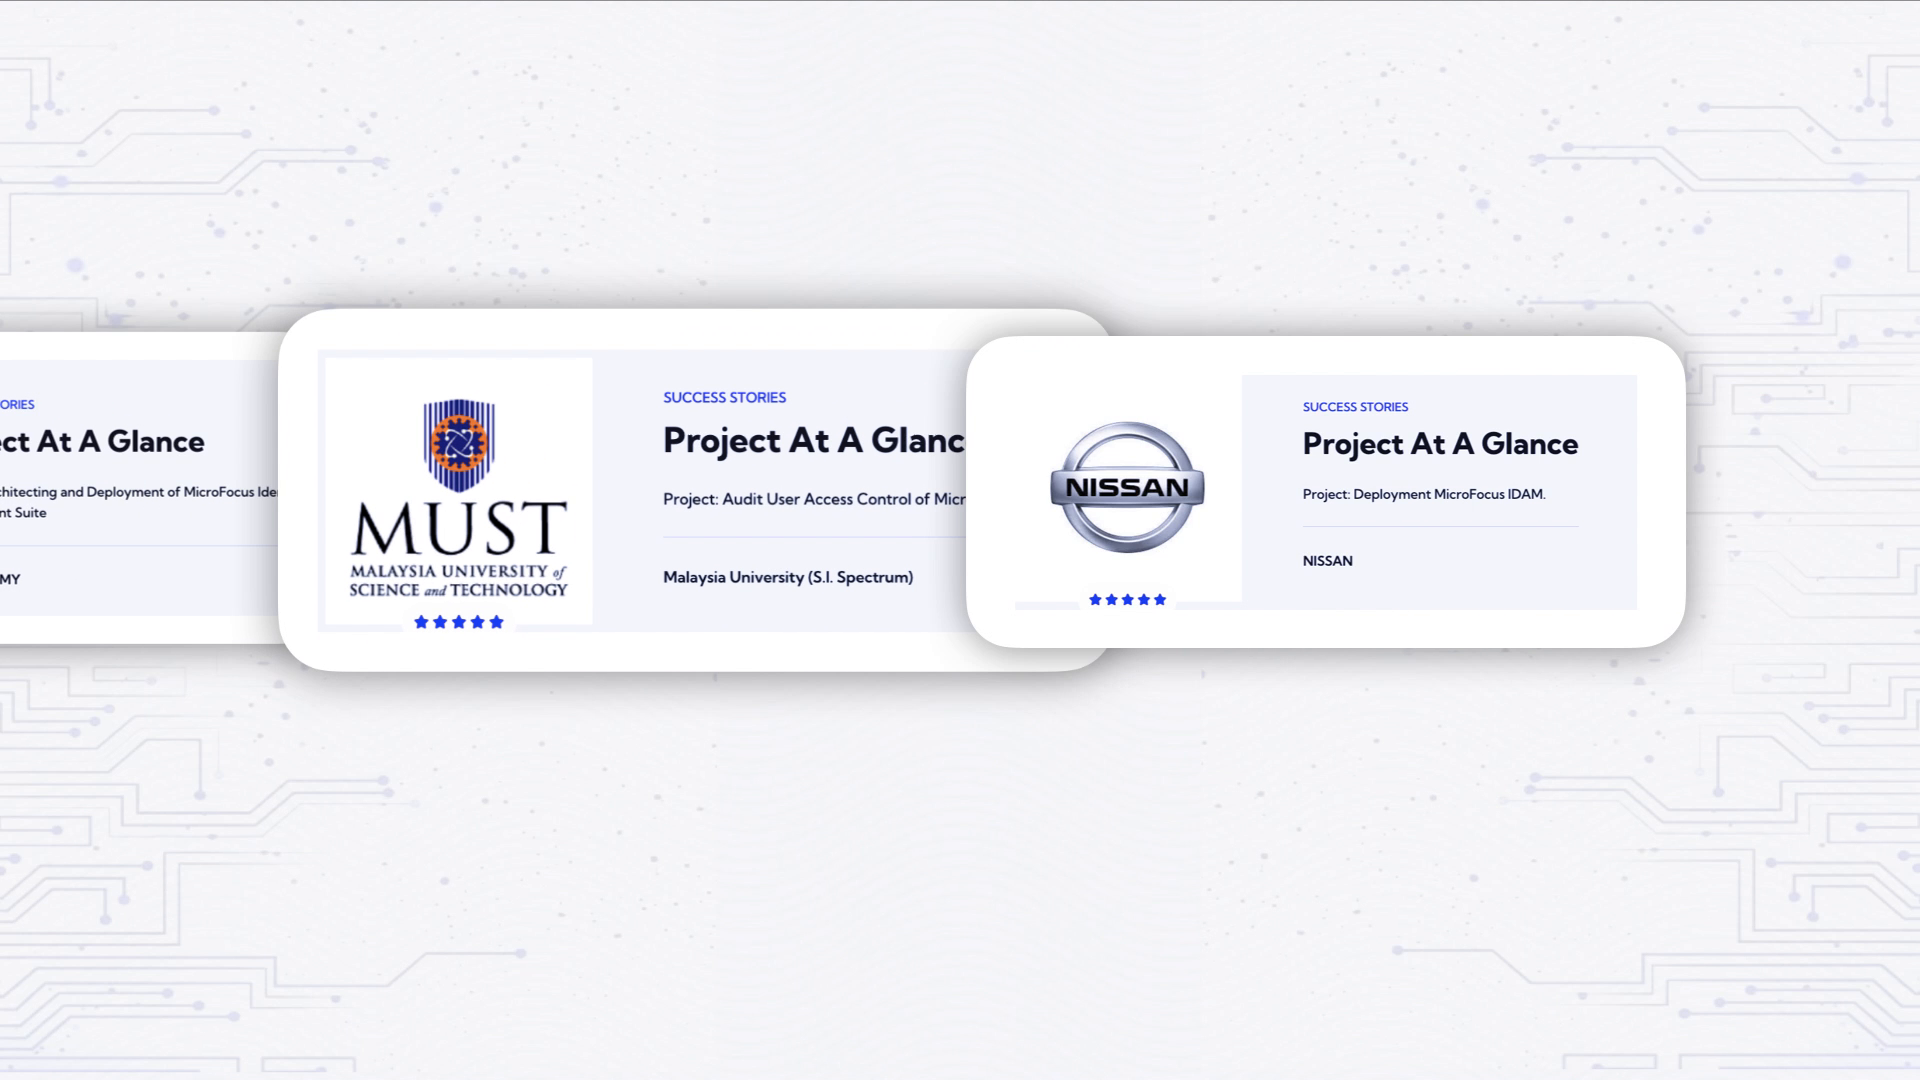 ORIES
ct At A Glance
chitecting and Deployment of MicroFocus Ide
nt Suite
MY
MUST
MALAYSIA UNIVERSITY of
SCIENCE and TECHNOLOGY
SUCCESS STORIES
Project At A Glanc
Project: Audit User Access Control of Micr
Malaysia University (S.I. Spectrum)
NISSAN
SUCCESS STORIES
Project At A Glance
Project: Deployment MicroFocus IDAM.
NISSAN